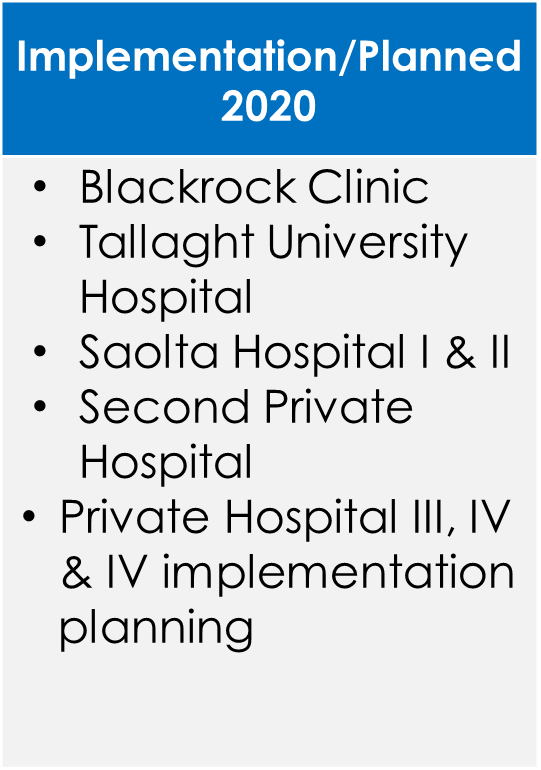 Implementation/Planned
2020
• Blackrock Clinic
• Tallaght University
Hospital
• Saolta Hospital I & II
• Second Private
Hospital
• Private Hospital III, IV
& IV implementation
planning